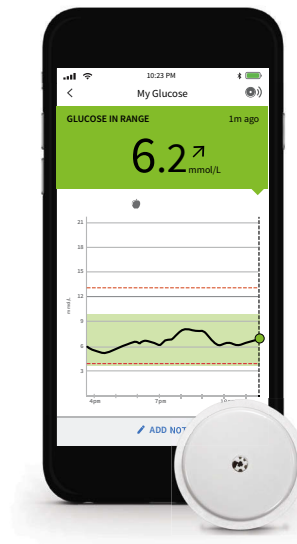 10:23 PM
My Glucose
GLUCOSE IN RANGE 1m ago
6.2 mmol/L
21
18
15
mmol/L
12
9
6
3
4pm 7pm
ADD NOT